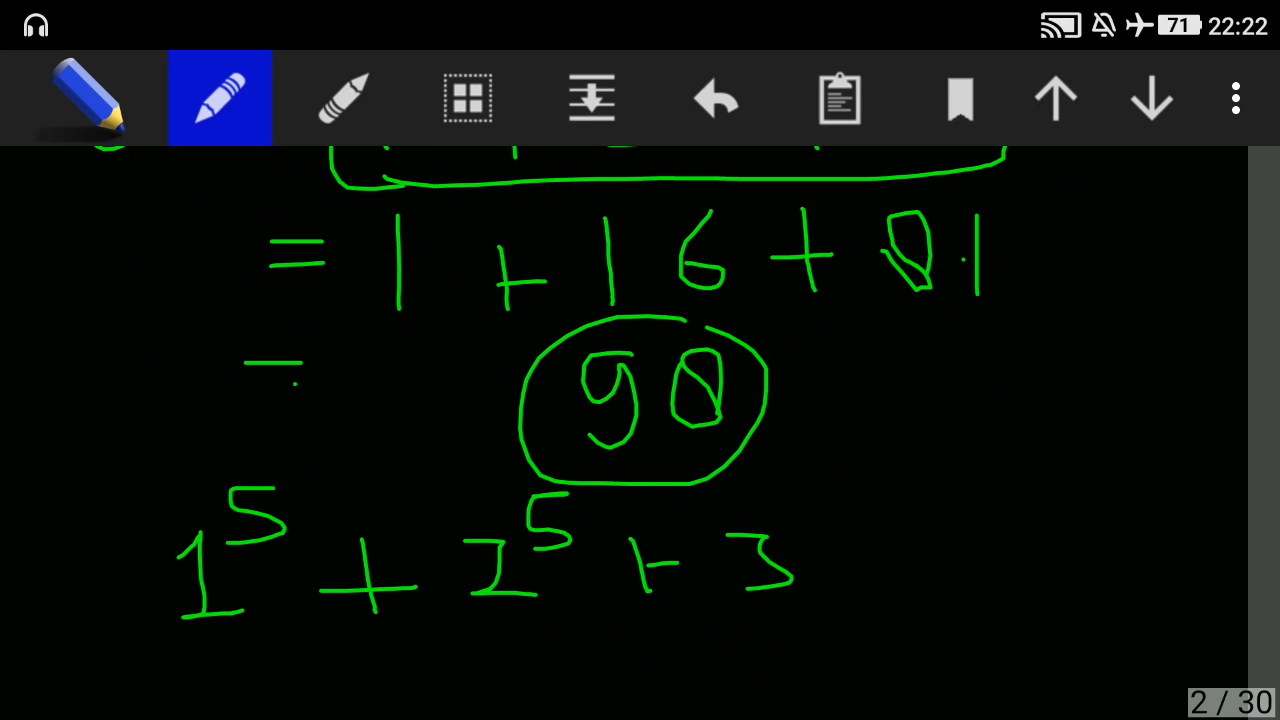 71 22:22
= 1 + 16 + 81
= 98
1⁵ + 2⁵ + 3
2 / 30